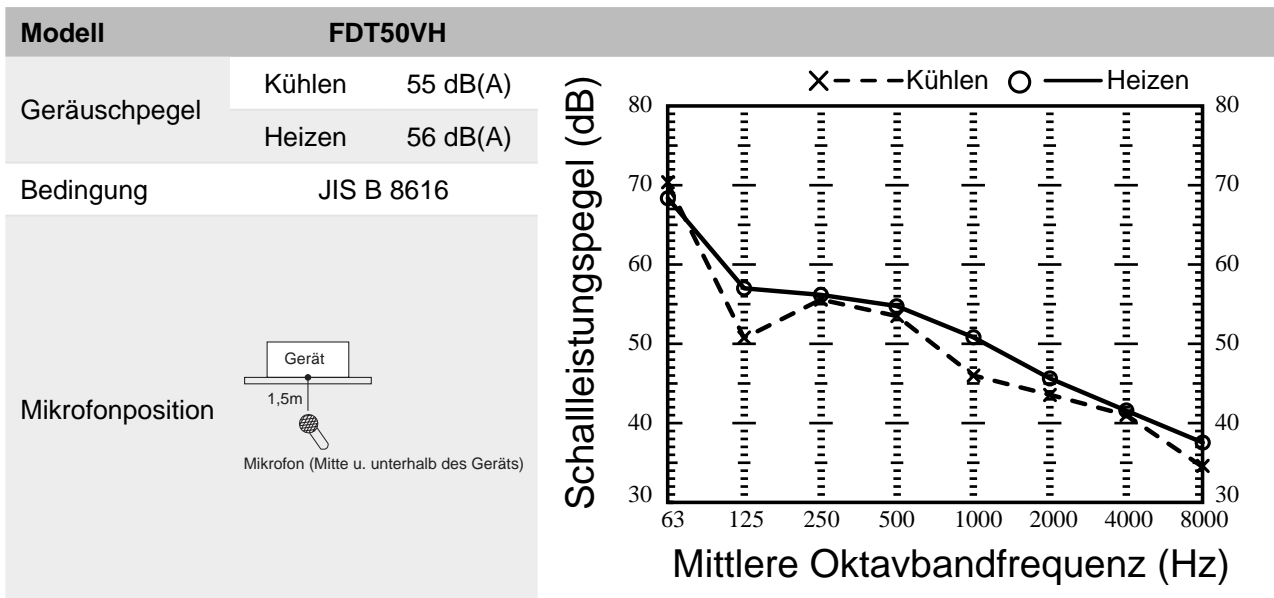 Modell FDT50VH
Geräuschpegel
Kühlen 55 dB(A)
Heizen 56 dB(A)
Bedingung JIS B 8616
Mikrofonposition
Gerät
1,5m
Mikrofon (Mitte u. unterhalb des Geräts)
Kühlen Heizen
Schallleistungspegel (dB)
80 80
70 70
60 60
50 50
40 40
30 30
63 125 250 500 1000 2000 4000 8000
Mittlere Oktavbandfrequenz (Hz)